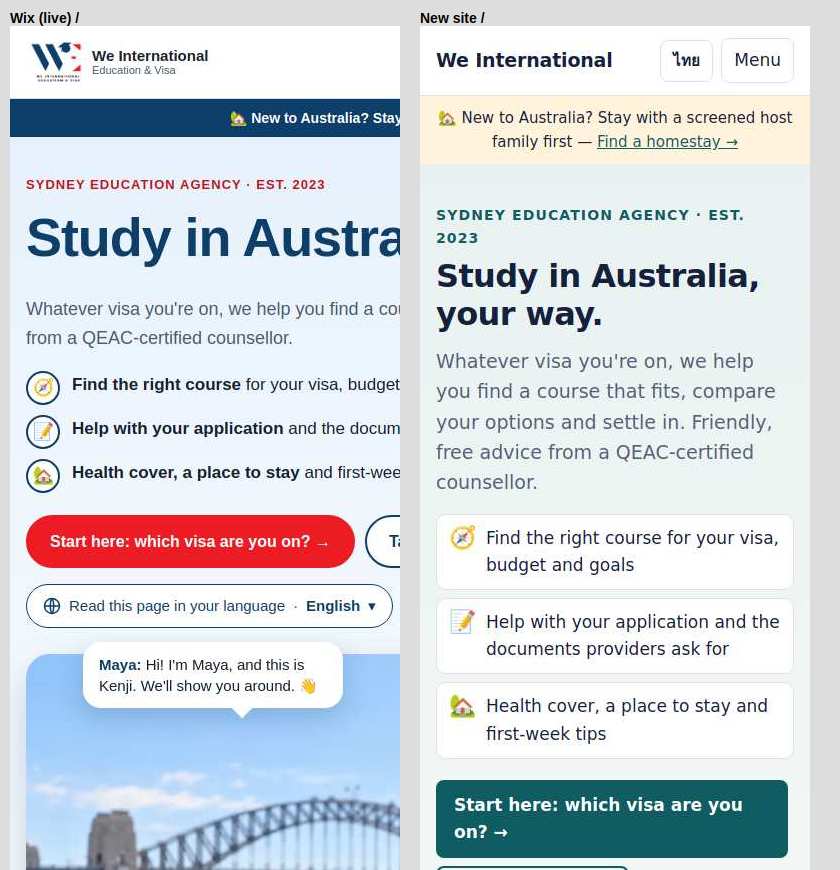 Wix (live) /
We International
Education & Visa
🏡 New to Australia? Stay
SYDNEY EDUCATION AGENCY · EST. 2023
Study in Austra
Whatever visa you're on, we help you find a cou
from a QEAC-certified counsellor.
Find the right course for your visa, budget
Help with your application and the docum
Health cover, a place to stay and first-wee
Start here: which visa are you on? →
Ta
Read this page in your language · English ▾
Maya: Hi! I'm Maya, and this is
Kenji. We'll show you around. 👋
New site /
We International
ไทย
Menu
🏡 New to Australia? Stay with a screened host
family first — Find a homestay →
SYDNEY EDUCATION AGENCY · EST.
2023
Study in Australia,
your way.
Whatever visa you're on, we help
you find a course that fits, compare
your options and settle in. Friendly,
free advice from a QEAC-certified
counsellor.
Find the right course for your visa,
budget and goals
Help with your application and the
documents providers ask for
Health cover, a place to stay and
first-week tips
Start here: which visa are you
on? →